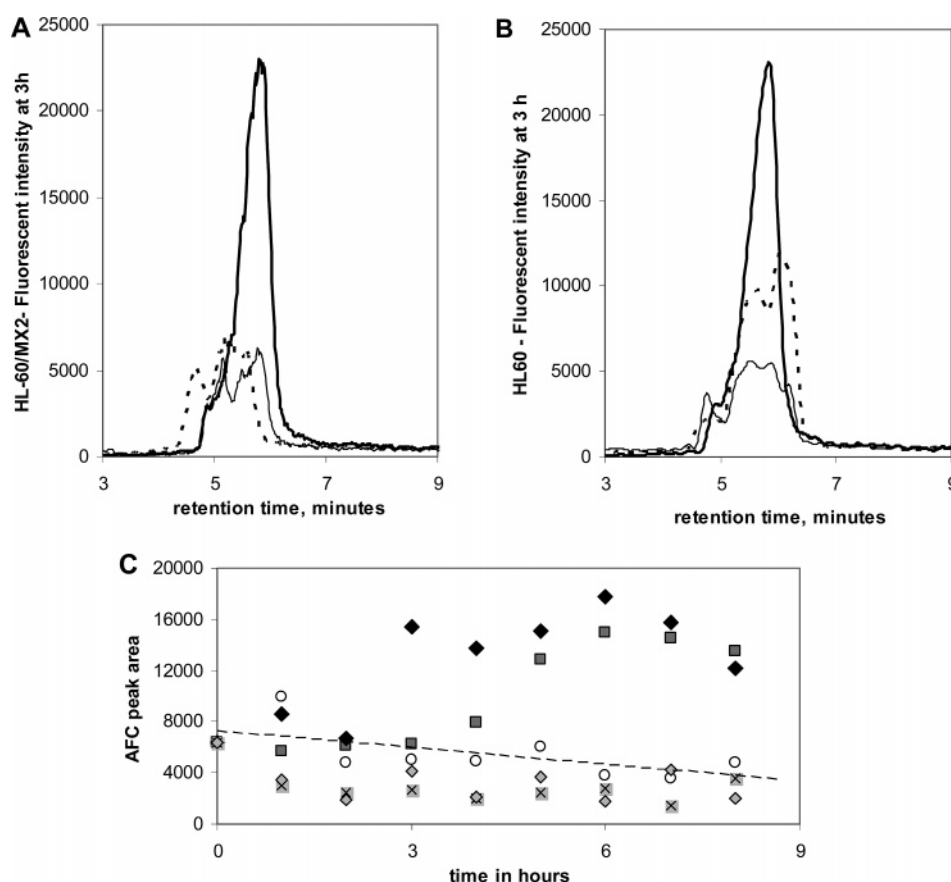 A
HL-60/MX2- Fluorescent intensity at 3h
25000
20000
15000
10000
5000
0
3 5 7 9
retention time, minutes
B
HL60 - Fluorescent intensity at 3 h
25000
20000
15000
10000
5000
0
3 5 7 9
retention time, minutes
C
AFC peak area
20000
16000
12000
8000
4000
0
0 3 6 9
time in hours